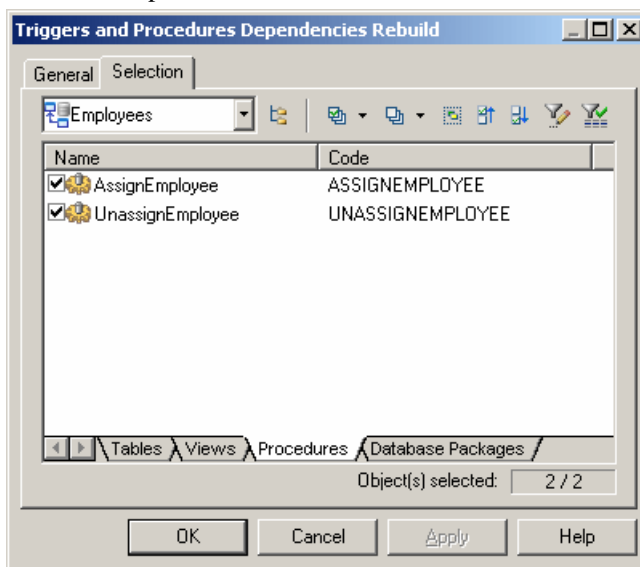 Triggers and Procedures Dependencies Rebuild
General Selection
Employees
Name Code
AssignEmployee ASSIGNEMPLOYEE
UnassignEmployee UNASSIGNEMPLOYEE
Tables Views Procedures Database Packages
Object(s) selected: 2 / 2
OK Cancel Apply Help